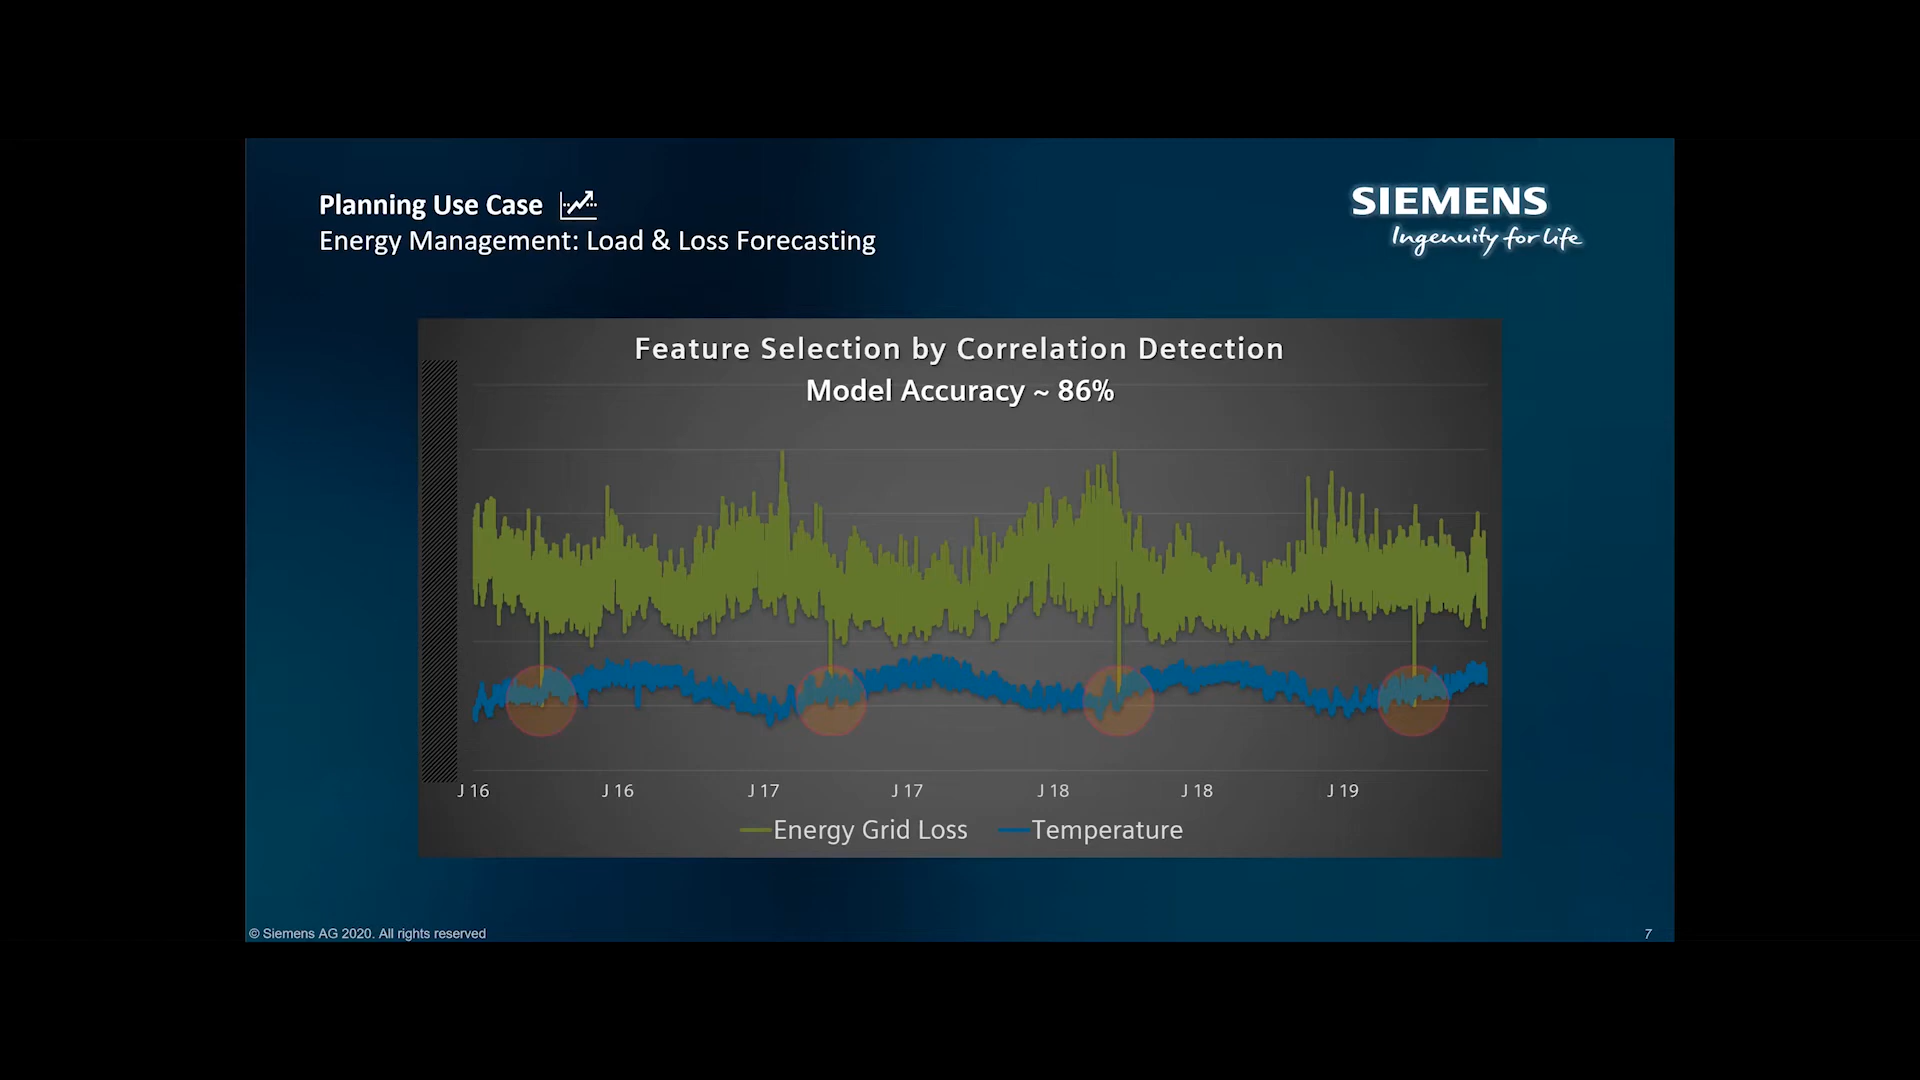 Planning Use Case
Energy Management: Load & Loss Forecasting
SIEMENS
Ingenuity for life
Feature Selection by Correlation Detection
Model Accuracy ~ 86%
J 16 J 16 J 17 J 17 J 18 J 18 J 19
Energy Grid Loss Temperature
© Siemens AG 2020. All rights reserved
7